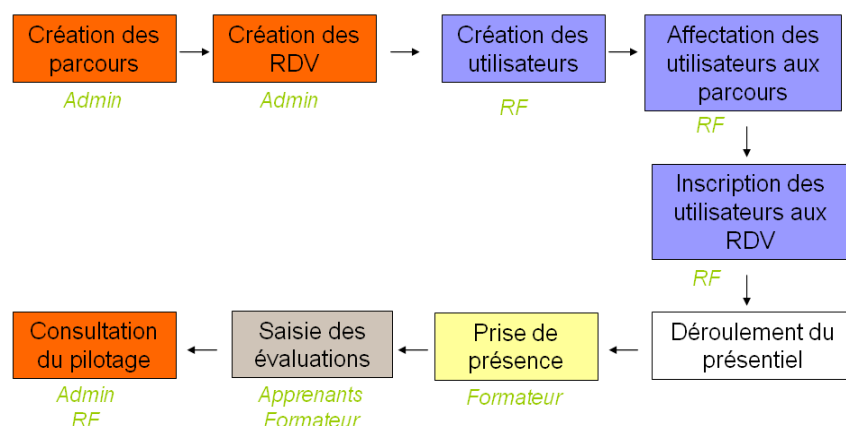 Création des
parcours
Admin
Création des
RDV
Admin
Création des
utilisateurs
RF
Affectation des
utilisateurs aux
parcours
RF
Inscription des
utilisateurs aux
RDV
RF
Déroulement du
présentiel
Prise de
présence
Formateur
Saisie des
évaluations
Apprenants
Formateur
Consultation
du pilotage
Admin
RF